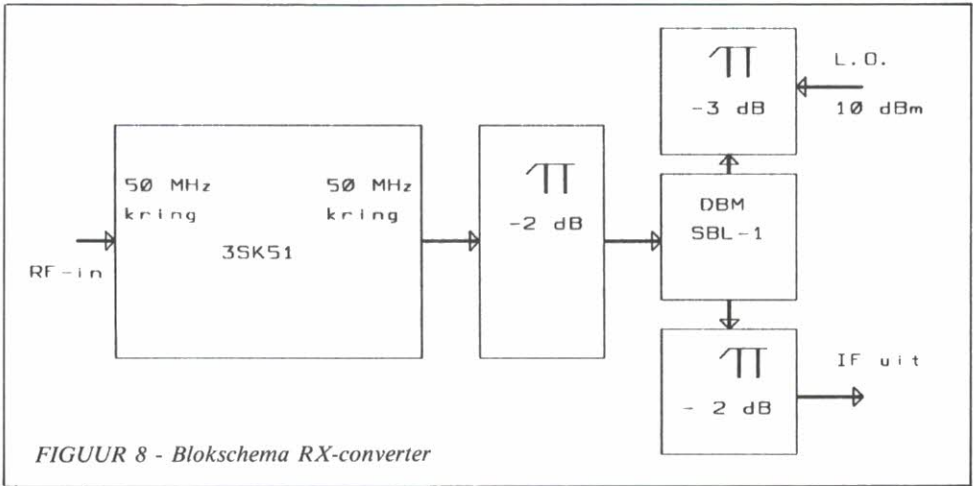 50 MHz
kring
50 MHz
kring
3SK51
RF-in
-2 dB
-3 dB
L.O.
10 dBm
DBM
SBL-1
- 2 dB
IF uit
FIGUUR 8 - Blokschema RX-converter